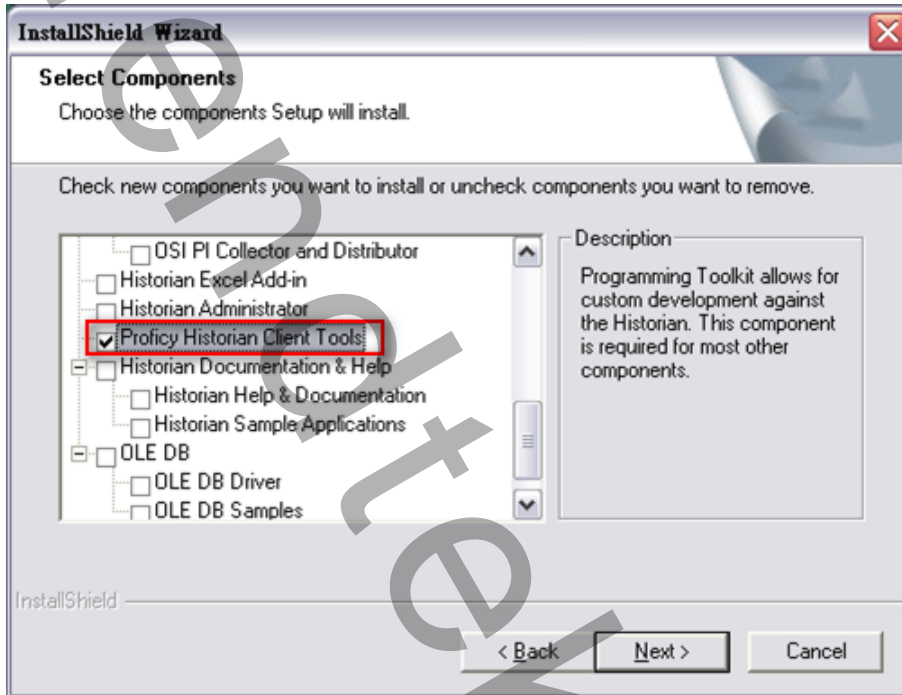 InstallShield Wizard
Select Components
Choose the components Setup will install.
Check new components you want to install or uncheck components you want to remove.
OSI PI Collector and Distributor
Historian Excel Add-in
Historian Administrator
Proficy Historian Client Tools
Historian Documentation & Help
Historian Help & Documentation
Historian Sample Applications
OLE DB
OLE DB Driver
OLE DB Samples
Description
Programming Toolkit allows for
custom development against
the Historian. This component
is required for most other
components.
InstallShield
< Back
Next >
Cancel